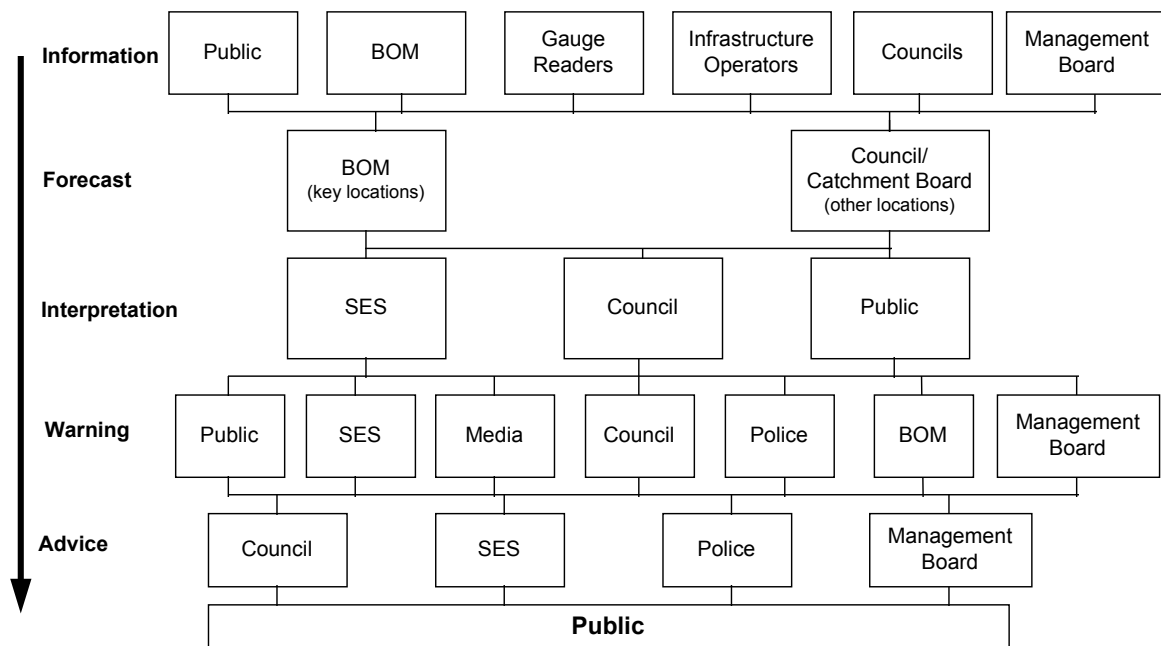 Information
Public
BOM
Gauge
Readers
Infrastructure
Operators
Councils
Management
Board
Forecast
BOM
(key locations)
Council/
Catchment Board
(other locations)
Interpretation
SES
Council
Public
Warning
Public
SES
Media
Council
Police
BOM
Management
Board
Advice
Council
SES
Police
Management
Board
Public